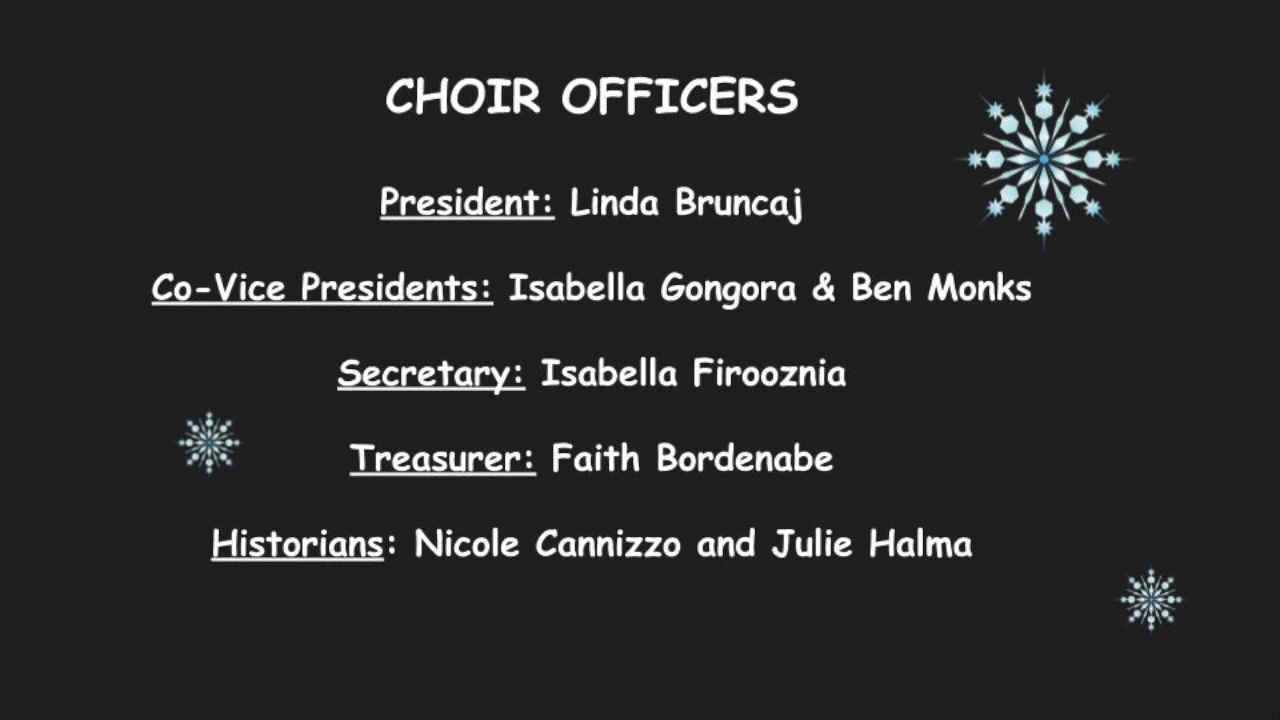 CHOIR OFFICERS
President: Linda Bruncaj
Co-Vice Presidents: Isabella Gongora & Ben Monks
Secretary: Isabella Firooznia
Treasurer: Faith Bordenabe
Historians: Nicole Cannizzo and Julie Halma